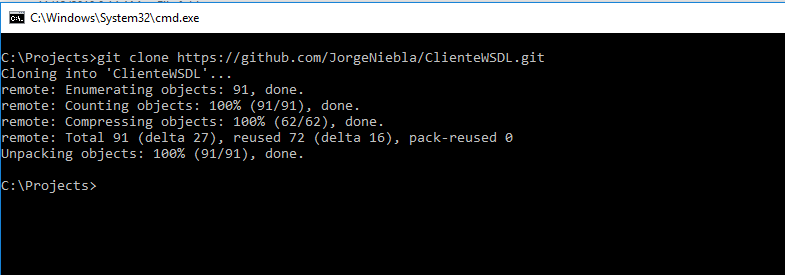 C:\Windows\System32\cmd.exe
C:\Projects>git clone https://github.com/JorgeNiebla/ClienteWSDL.git
Cloning into 'ClienteWSDL'...
remote: Enumerating objects: 91, done.
remote: Counting objects: 100% (91/91), done.
remote: Compressing objects: 100% (62/62), done.
remote: Total 91 (delta 27), reused 72 (delta 16), pack-reused 0
Unpacking objects: 100% (91/91), done.
C:\Projects>